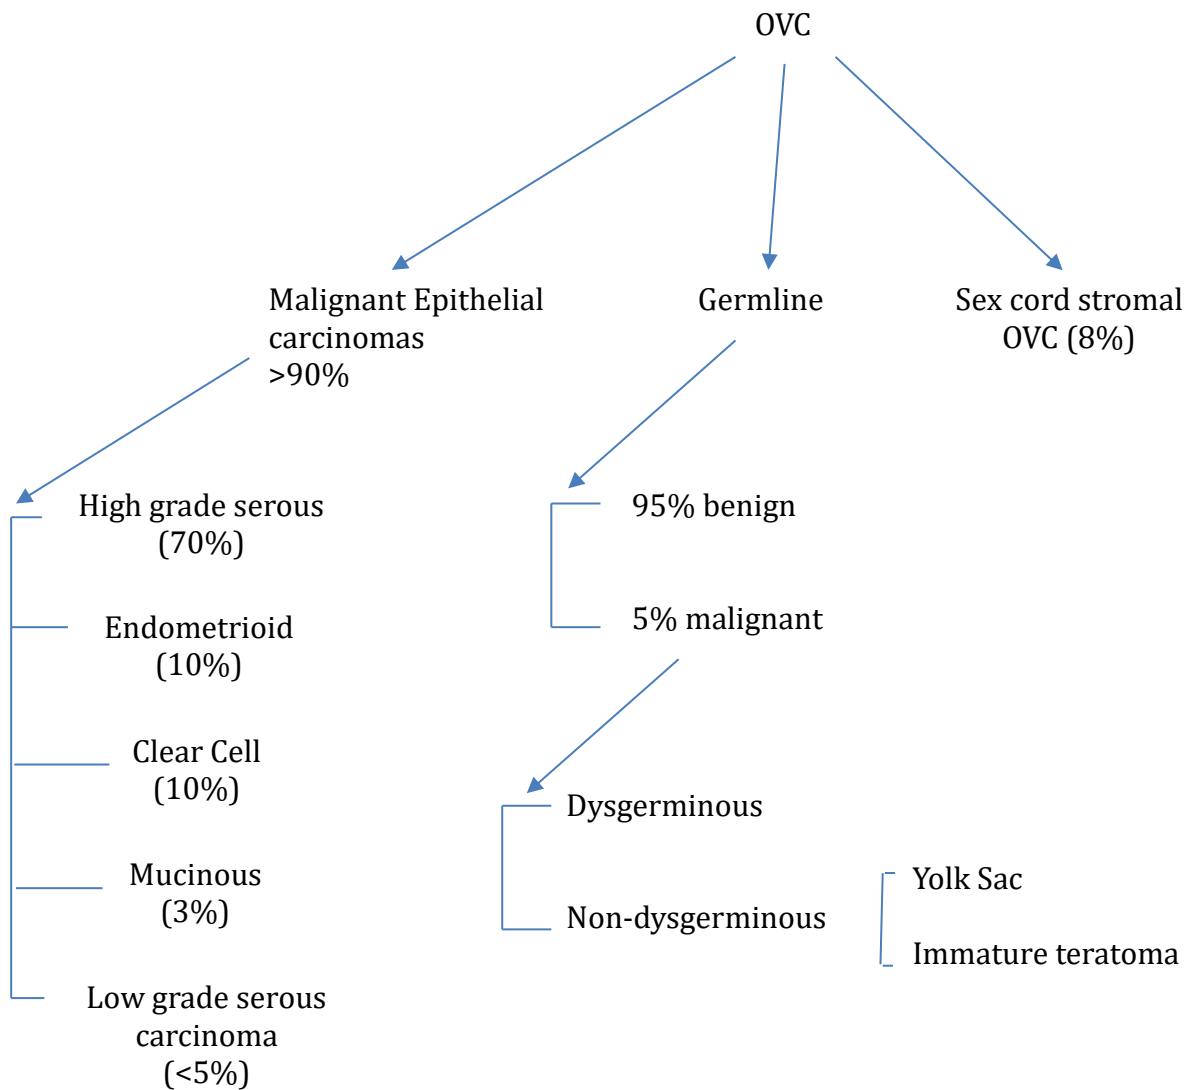 OVC
Malignant Epithelial
carcinomas
>90%
Germline
Sex cord stromal
OVC (8%)
High grade serous
(70%)
Endometrioid
(10%)
Clear Cell
(10%)
Mucinous
(3%)
Low grade serous
carcinoma
(<5%)
95% benign
5% malignant
Dysgerminous
Non-dysgerminous
Yolk Sac
Immature teratoma